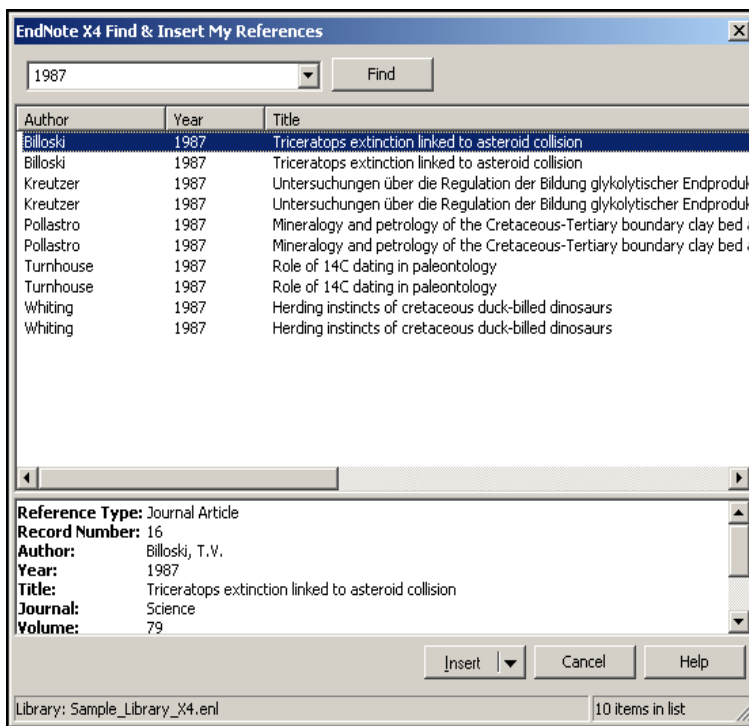 EndNote X4 Find & Insert My References
1987 Find
Author Year Title
Billoski 1987 Triceratops extinction linked to asteroid collision
Billoski 1987 Triceratops extinction linked to asteroid collision
Kreutzer 1987 Untersuchungen über die Regulation der Bildung glykolytischer Endproduk
Kreutzer 1987 Untersuchungen über die Regulation der Bildung glykolytischer Endproduk
Pollastro 1987 Mineralogy and petrology of the Cretaceous-Tertiary boundary clay bed a
Pollastro 1987 Mineralogy and petrology of the Cretaceous-Tertiary boundary clay bed a
Turnhouse 1987 Role of 14C dating in paleontology
Turnhouse 1987 Role of 14C dating in paleontology
Whiting 1987 Herding instincts of cretaceous duck-billed dinosaurs
Whiting 1987 Herding instincts of cretaceous duck-billed dinosaurs
Reference Type: Journal Article
Record Number: 16
Author: Billoski, T.V.
Year: 1987
Title: Triceratops extinction linked to asteroid collision
Journal: Science
Volume: 79
Insert Cancel Help
Library: Sample_Library_X4.enl 10 items in list